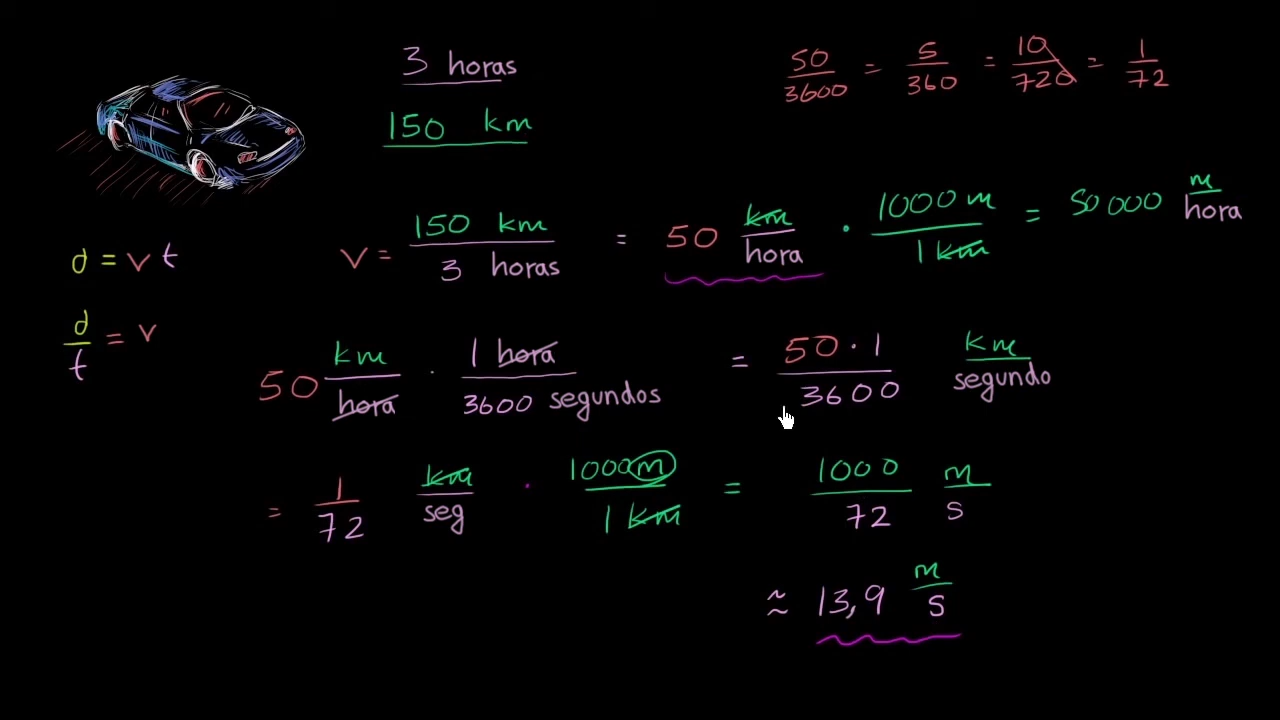 3 horas
150 km
50/3600 = 5/360 = 10/720 = 1/72
d = v t
v = 150 km / 3 horas = 50 km/hora · 1000 m / 1 km = 50 000 m/hora
d/t = v
50 km/hora · 1 hora / 3600 segundos = 50 · 1 / 3600 km/segundo
= 1/72 km/seg · 1000 m / 1 km = 1000/72 m/s
≈ 13,9 m/s